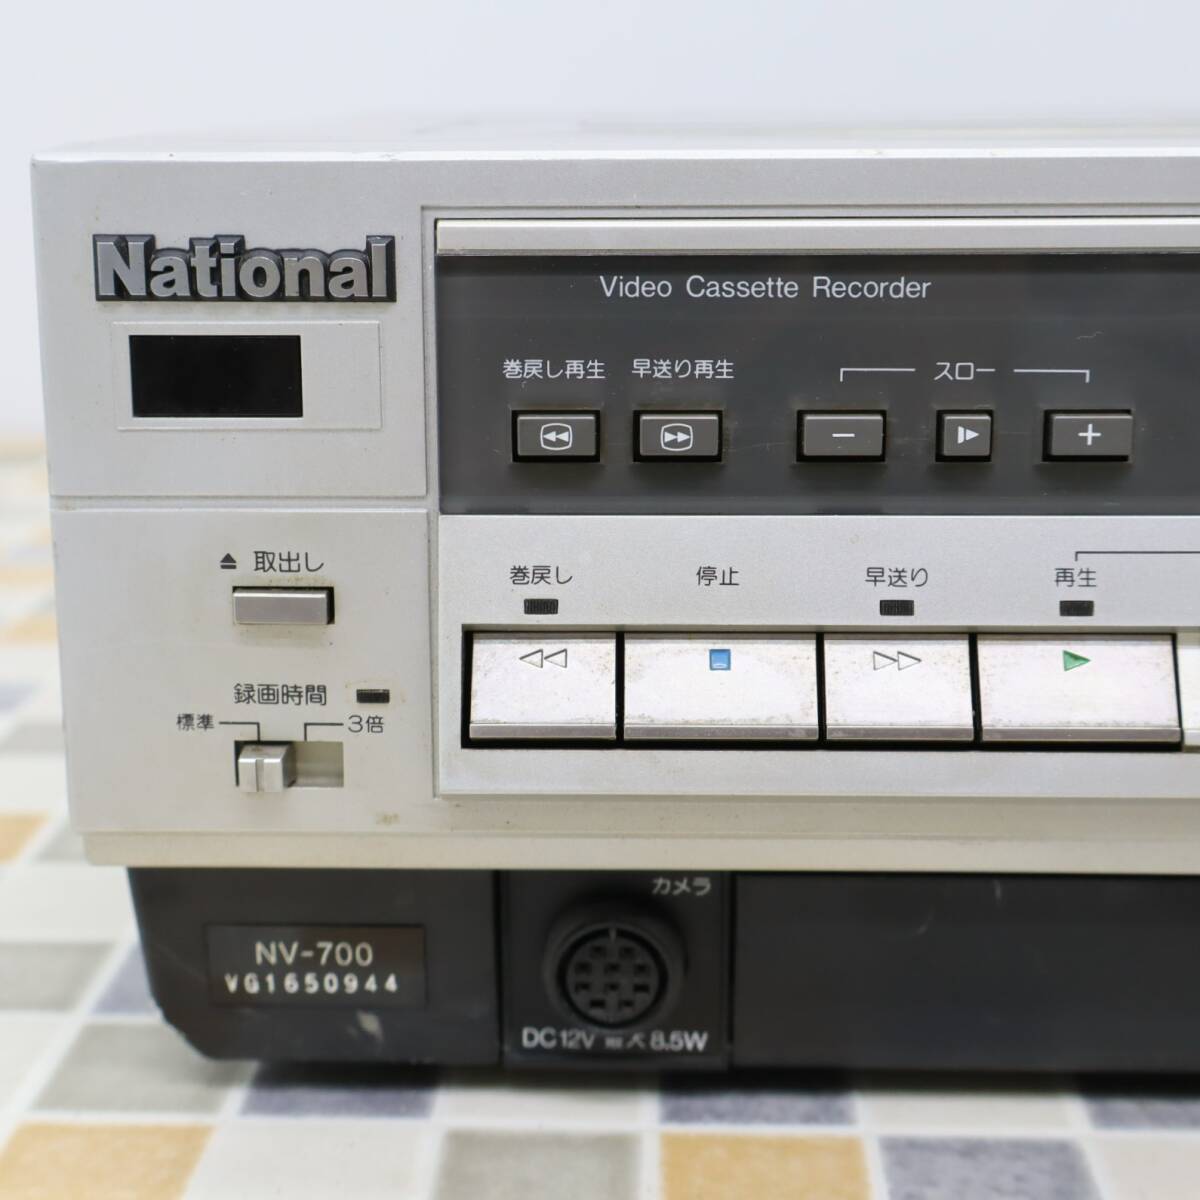 National
Video Cassette Recorder
巻戻し再生 早送り再生 スロー
− +
取出し
巻戻し 停止 早送り 再生
録画時間
標準 3倍
カメラ
NV-700
VG1650944
DC12V 最大 8.5W